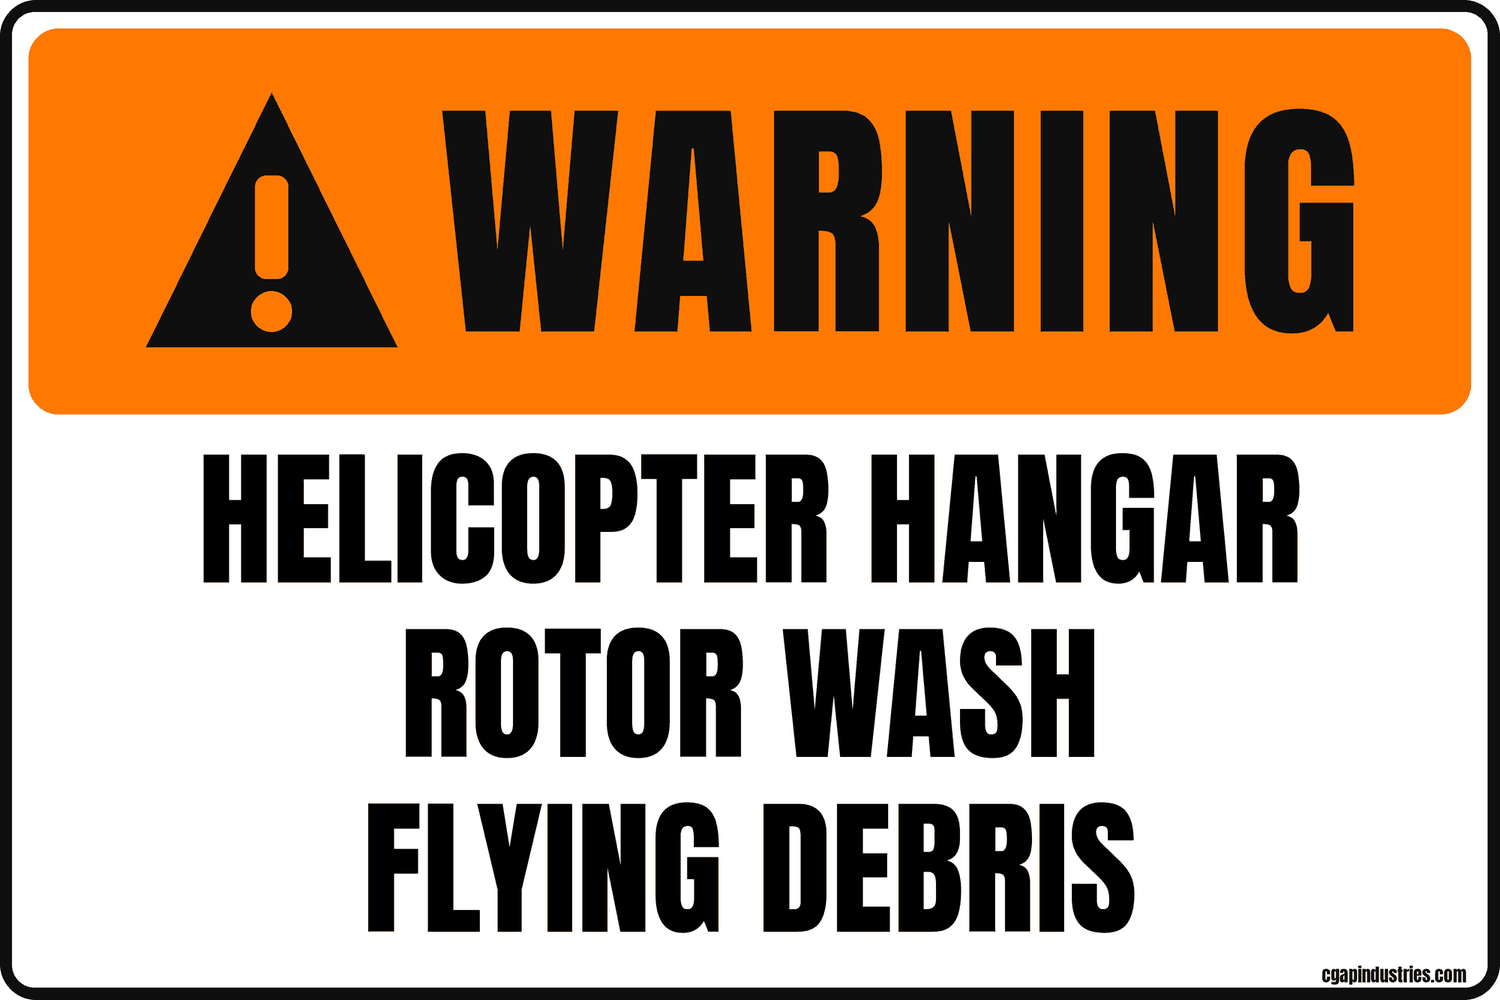 WARNING
HELICOPTER HANGAR
ROTOR WASH
FLYING DEBRIS
cgapindustries.com